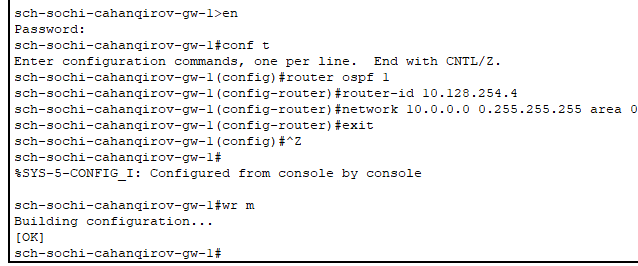 sch-sochi-cahanqirov-gw-1>en
Password:
sch-sochi-cahanqirov-gw-1#conf t
Enter configuration commands, one per line.  End with CNTL/Z.
sch-sochi-cahanqirov-gw-1(config)#router ospf 1
sch-sochi-cahanqirov-gw-1(config-router)#router-id 10.128.254.4
sch-sochi-cahanqirov-gw-1(config-router)#network 10.0.0.0 0.255.255.255 area 0
sch-sochi-cahanqirov-gw-1(config-router)#exit
sch-sochi-cahanqirov-gw-1(config)#^Z
sch-sochi-cahanqirov-gw-1#
%SYS-5-CONFIG_I: Configured from console by console
sch-sochi-cahanqirov-gw-1#wr m
Building configuration...
[OK]
sch-sochi-cahanqirov-gw-1#